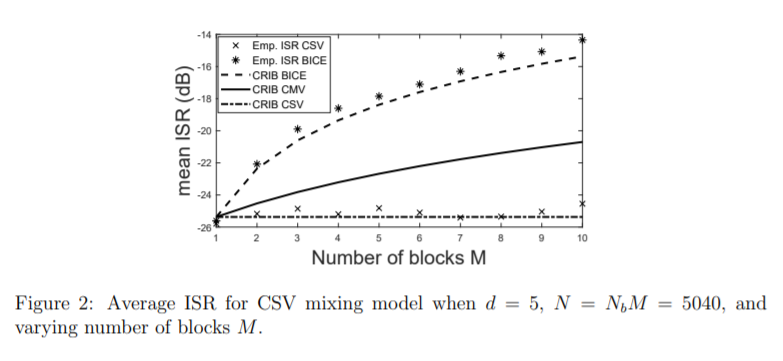 -14
-16
-18
-20
-22
-24
-26
mean ISR (dB)
× Emp. ISR CSV
* Emp. ISR BICE
CRIB BICE
CRIB CMV
CRIB CSV
1 2 3 4 5 6 7 8 9 10
Number of blocks M
Figure 2: Average ISR for CSV mixing model when d = 5, N = N_bM = 5040, and
varying number of blocks M.